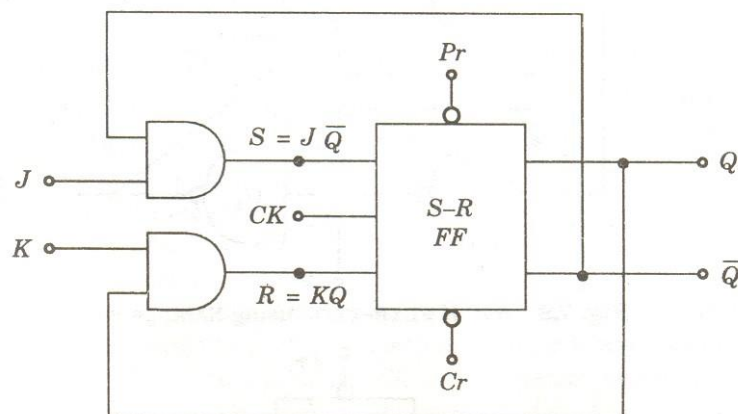 Pr
S = J Q̅
J
Q
CK
S–R
FF
K
R = KQ
Q̅
Cr